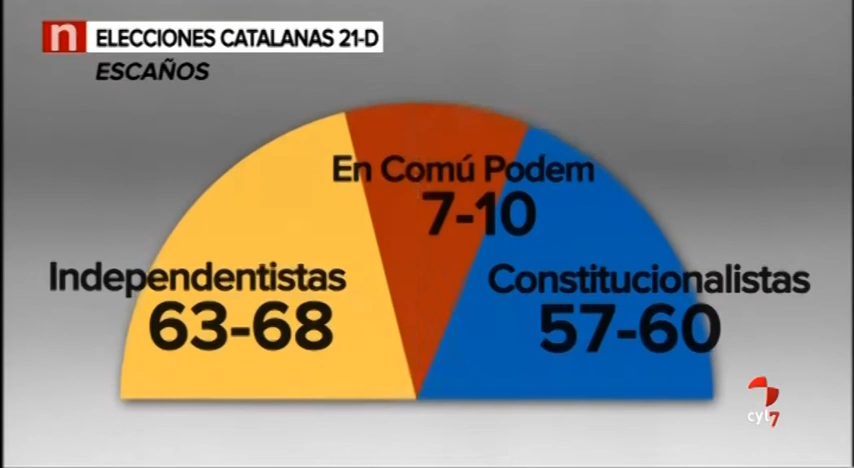 n ELECCIONES CATALANAS 21-D
ESCAÑOS
En Comú Podem
7-10
Independentistas
63-68
Constitucionalistas
57-60
cyl7